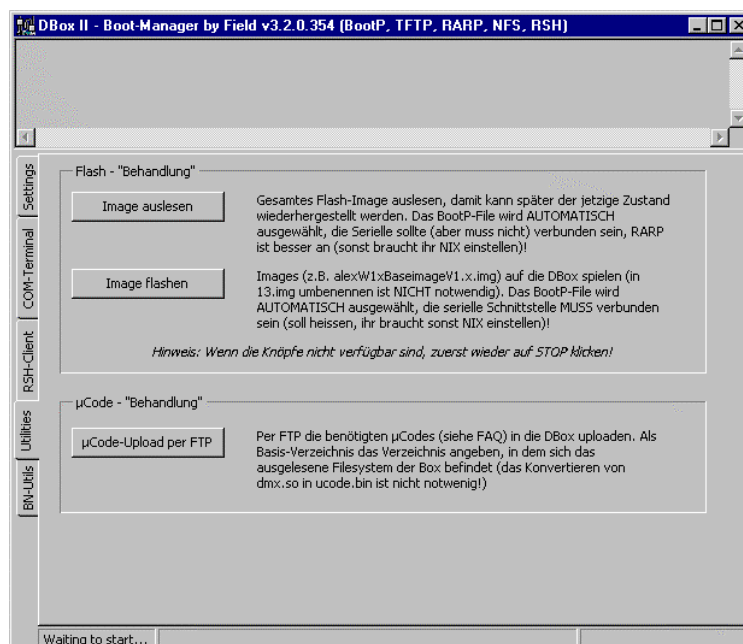 DBox II - Boot-Manager by Field v3.2.0.354 (BootP, TFTP, RARP, NFS, RSH)
Settings
COM-Terminal
RSH-Client
Utilities
BN-Utils
Flash - "Behandlung"
Image auslesen
Gesamtes Flash-Image auslesen, damit kann später der jetzige Zustand
wiederhergestellt werden. Das BootP-File wird AUTOMATISCH
ausgewählt, die Serielle sollte (aber muss nicht) verbunden sein, RARP
ist besser an (sonst braucht ihr NIX einstellen)!
Image flashen
Images (z.B. alexW1xBaseimageV1.x.img) auf die DBox spielen (in
13.img umbenennen ist NICHT notwendig). Das BootP-File wird
AUTOMATISCH ausgewählt, die serielle Schnittstelle MUSS verbunden
sein (soll heissen, ihr braucht sonst NIX einstellen)!
Hinweis: Wenn die Knöpfe nicht verfügbar sind, zuerst wieder auf STOP klicken!
µCode - "Behandlung"
µCode-Upload per FTP
Per FTP die benötigten µCodes (siehe FAQ) in die DBox uploaden. Als
Basis-Verzeichnis das Verzeichnis angeben, in dem sich das
ausgelesene Filesystem der Box befindet (das Konvertieren von
dmx.so in ucode.bin ist nicht notwenig!)
Waiting to start...